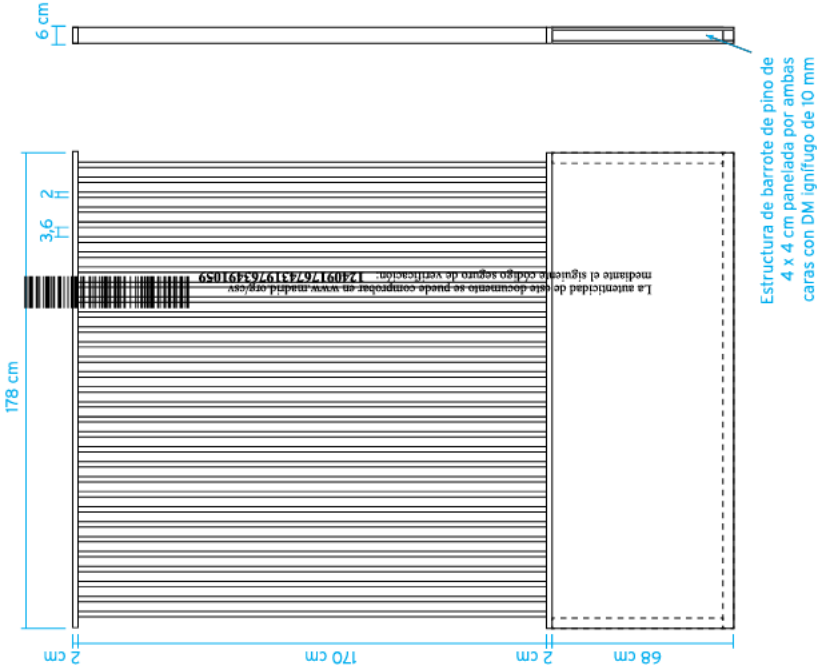 6 cm
178 cm
3,6
2
La autenticidad de este documento se puede comprobar en www.madrid.org/csv
mediante el siguiente código seguro de verificación: 1240917674319763491059
2 cm
170 cm
2 cm
68 cm
Estructura de barrote de pino de
4 x 4 cm panelada por ambas
caras con DM ignífugo de 10 mm